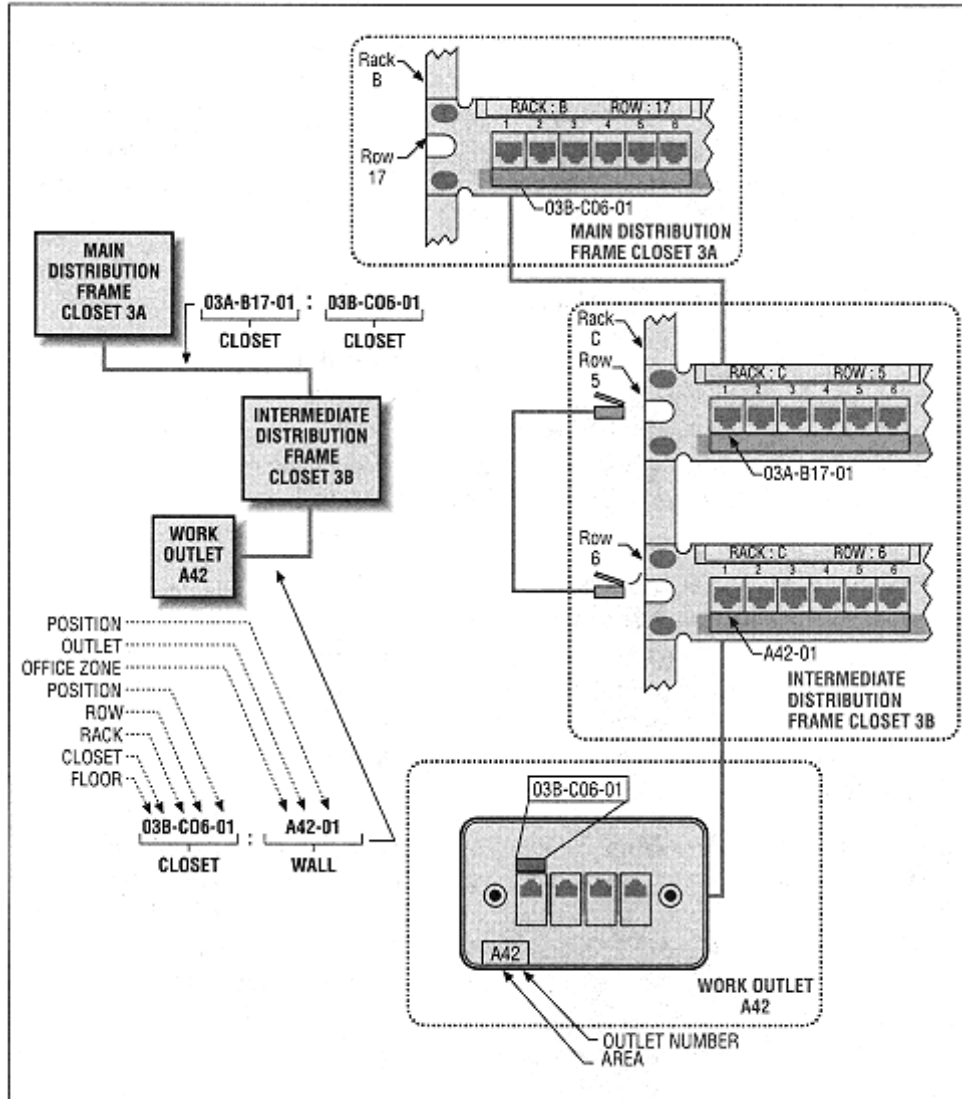 Rack
B
RACK : B ROW : 17
1 2 3 4 5 6
Row
17
03B-C06-01
MAIN DISTRIBUTION
FRAME CLOSET 3A
MAIN
DISTRIBUTION
FRAME
CLOSET 3A
03A-B17-01 : 03B-C06-01
CLOSET CLOSET
INTERMEDIATE
DISTRIBUTION
FRAME
CLOSET 3B
WORK
OUTLET
A42
Rack
C
Row
5
RACK : C ROW : 5
1 2 3 4 5 6
03A-B17-01
Row
6
RACK : C ROW : 6
1 2 3 4 5 6
A42-01
INTERMEDIATE
DISTRIBUTION
FRAME CLOSET 3B
POSITION
OUTLET
OFFICE ZONE
POSITION
ROW
RACK
CLOSET
FLOOR
03B-C06-01 : A42-01
CLOSET WALL
03B-C06-01
A42
WORK OUTLET
A42
OUTLET NUMBER
AREA